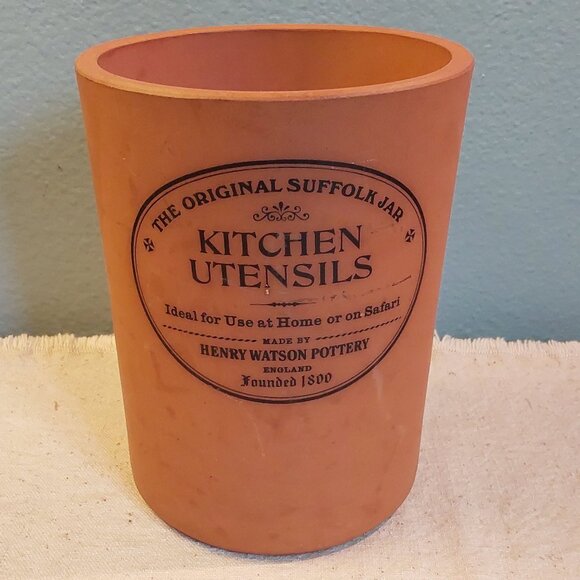 THE ORIGINAL SUFFOLK JAR
KITCHEN
UTENSILS
Ideal for Use at Home or on Safari
MADE BY
HENRY WATSON POTTERY
ENGLAND
Founded 1800